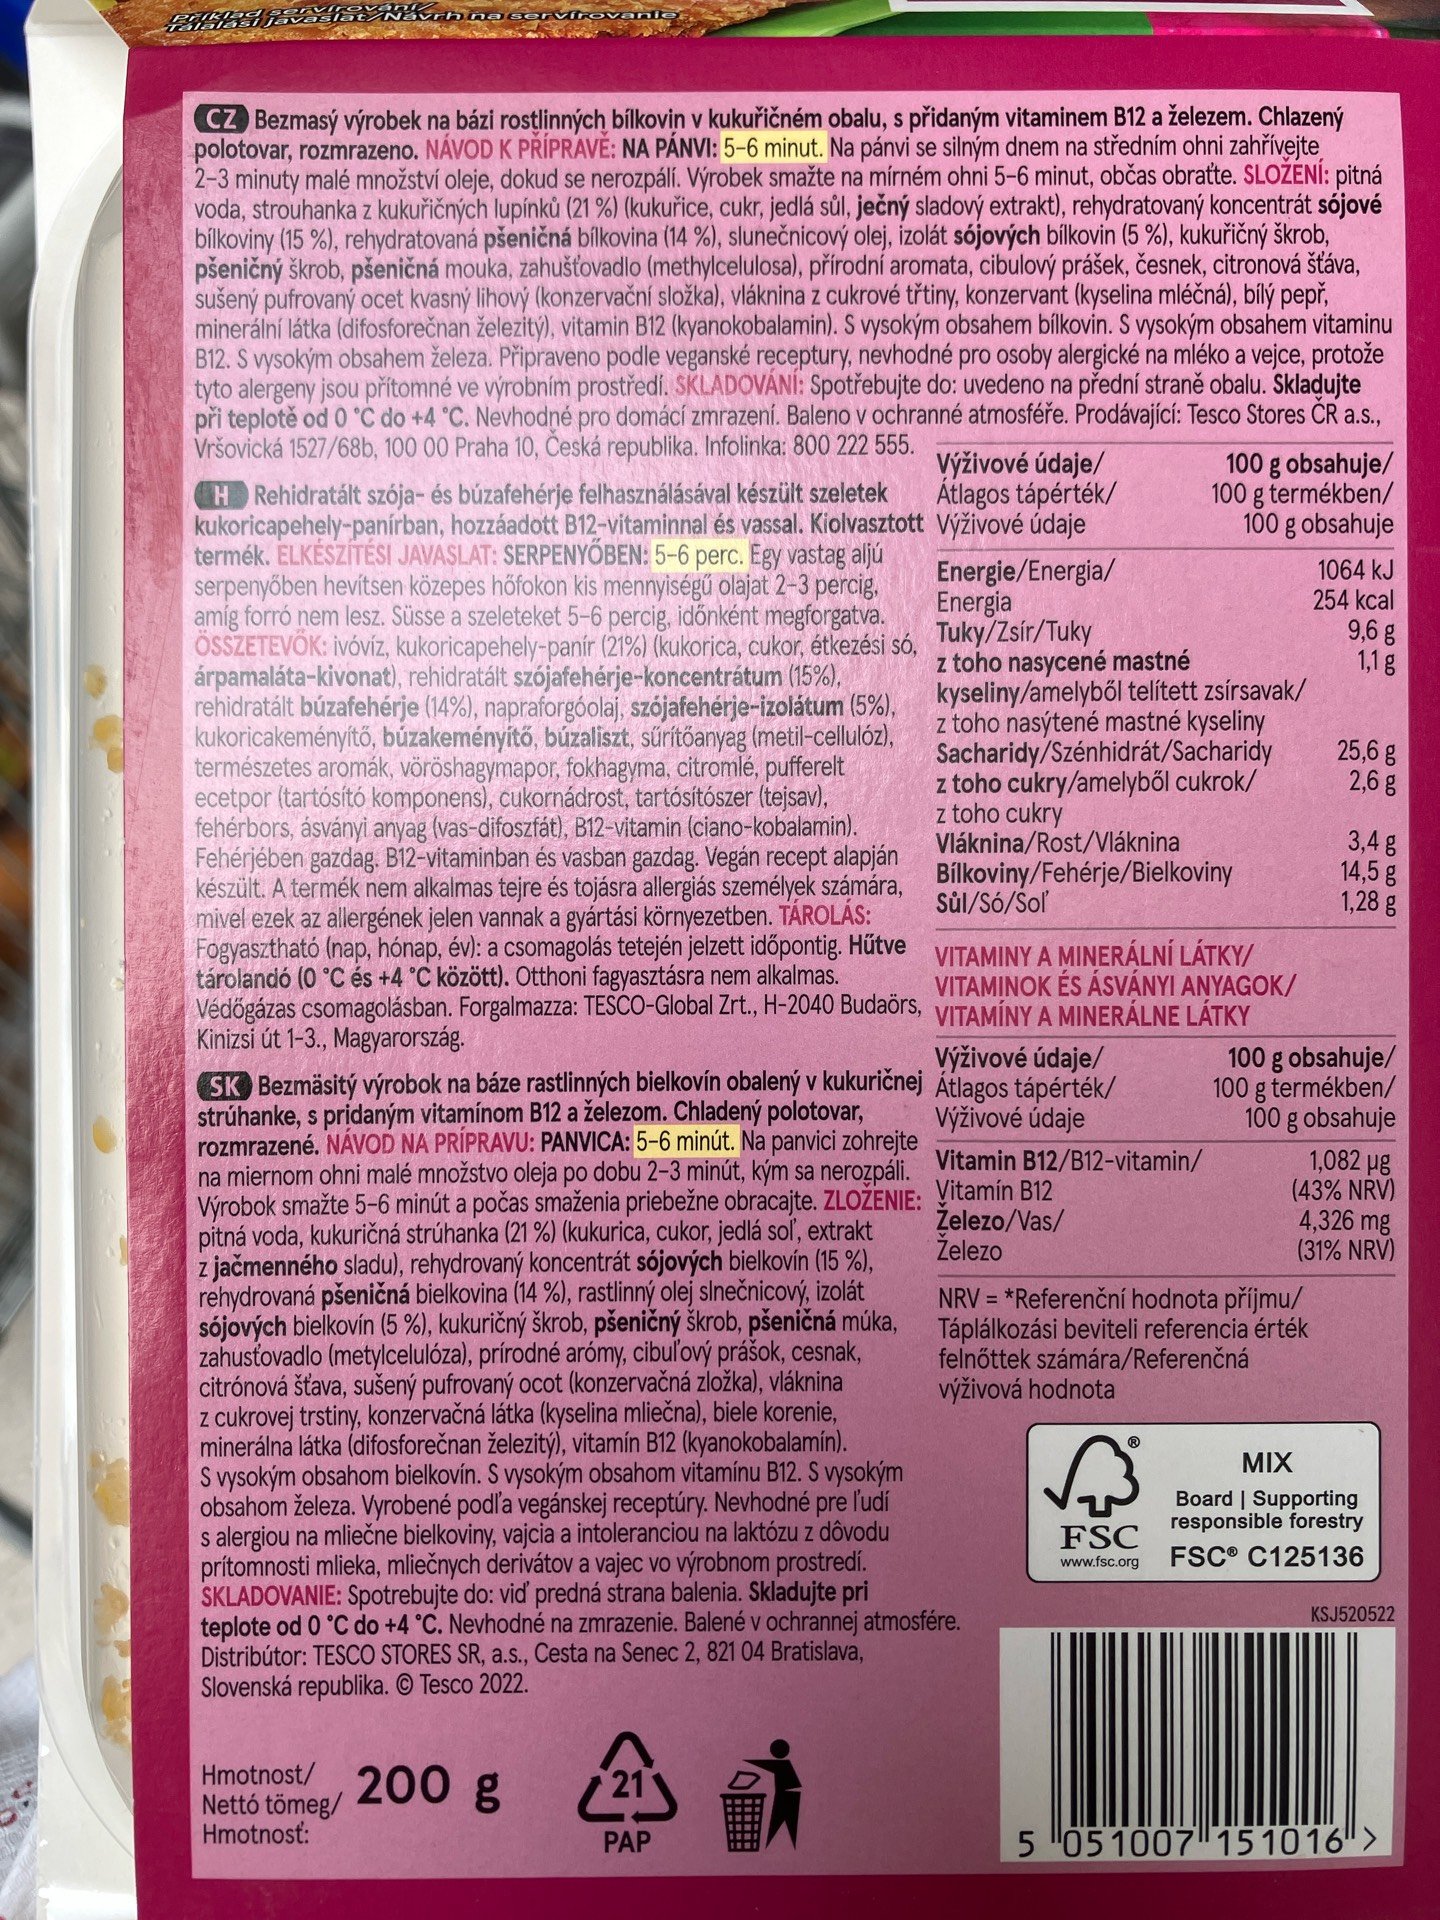 Příklad servírování/
Tálalási javaslat/Návrh na servírovanie
CZ Bezmasý výrobek na bázi rostlinných bílkovin v kukuřičném obalu, s přidaným vitaminem B12 a železem. Chlazený
polotovar, rozmrazeno. NÁVOD K PŘÍPRAVĚ: NA PÁNVI: 5-6 minut. Na pánvi se silným dnem na středním ohni zahřívejte
2-3 minuty malé množství oleje, dokud se nerozpálí. Výrobek smažte na mírném ohni 5-6 minut, občas obraťte. SLOŽENÍ: pitná
voda, strouhanka z kukuřičných lupínků (21 %) (kukuřice, cukr, jedlá sůl, ječný sladový extrakt), rehydratovaný koncentrát sójové
bílkoviny (15 %), rehydratovaná pšeničná bílkovina (14 %), slunečnicový olej, izolát sójových bílkovin (5 %), kukuřičný škrob,
pšeničný škrob, pšeničná mouka, zahušťovadlo (methylcelulosa), přírodní aromata, cibulový prášek, česnek, citronová šťáva,
sušený pufrovaný ocet kvasný lihový (konzervační složka), vláknina z cukrové třtiny, konzervant (kyselina mléčná), bílý pepř,
minerální látka (difosforečnan železitý), vitamin B12 (kyanokobalamin). S vysokým obsahem bílkovin. S vysokým obsahem vitaminu
B12. S vysokým obsahem železa. Připraveno podle veganské receptury, nevhodné pro osoby alergické na mléko a vejce, protože
tyto alergeny jsou přítomné ve výrobním prostředí. SKLADOVÁNÍ: Spotřebujte do: uvedeno na přední straně obalu. Skladujte
při teplotě od 0 °C do +4 °C. Nevhodné pro domácí zmrazení. Baleno v ochranné atmosféře. Prodávající: Tesco Stores ČR a.s.,
Vršovická 1527/68b, 100 00 Praha 10, Česká republika. Infolinka: 800 222 555.
H Rehidratált szója- és búzafehérje felhasználásával készült szeletek
kukoricapehely-panírban, hozzáadott B12-vitaminnal és vassal. Kiolvasztott
termék. ELKÉSZÍTÉSI JAVASLAT: SERPENYŐBEN: 5-6 perc. Egy vastag aljú
serpenyőben hevítsen közepes hőfokon kis mennyiségű olajat 2-3 percig,
amíg forró nem lesz. Süsse a szeleteket 5-6 percig, időnként megforgatva.
ÖSSZETEVŐK: ivóvíz, kukoricapehely-panír (21%) (kukorica, cukor, étkezési só,
árpamaláta-kivonat), rehidratált szójafehérje-koncentrátum (15%),
rehidratált búzafehérje (14%), napraforgóolaj, szójafehérje-izolátum (5%),
kukoricakeményítő, búzakeményítő, búzaliszt, sűrítőanyag (metil-cellulóz),
természetes aromák, vöröshagymapor, fokhagyma, citromlé, pufferelt
ecetpor (tartósító komponens), cukornádrost, tartósítószer (tejsav),
fehérbors, ásványi anyag (vas-difoszfát), B12-vitamin (ciano-kobalamin).
Fehérjében gazdag. B12-vitaminban és vasban gazdag. Vegán recept alapján
készült. A termék nem alkalmas tejre és tojásra allergiás személyek számára,
mivel ezek az allergének jelen vannak a gyártási környezetben. TÁROLÁS:
Fogyasztható (nap, hónap, év): a csomagolás tetején jelzett időpontig. Hűtve
tárolandó (0 °C és +4 °C között). Otthoni fagyasztásra nem alkalmas.
Védőgázas csomagolásban. Forgalmazza: TESCO-Global Zrt., H-2040 Budaörs,
Kinizsi út 1-3., Magyarország.
SK Bezmäsitý výrobok na báze rastlinných bielkovín obalený v kukuričnej
strúhanke, s pridaným vitamínom B12 a železom. Chladený polotovar,
rozmrazené. NÁVOD NA PRÍPRAVU: PANVICA: 5-6 minút. Na panvici zohrejte
na miernom ohni malé množstvo oleja po dobu 2-3 minút, kým sa nerozpáli.
Výrobok smažte 5-6 minút a počas smaženia priebežne obracajte. ZLOŽENIE:
pitná voda, kukuričná strúhanka (21 %) (kukurica, cukor, jedlá soľ, extrakt
z jačmenného sladu), rehydrovaný koncentrát sójových bielkovín (15 %),
rehydrovaná pšeničná bielkovina (14 %), rastlinný olej slnečnicový, izolát
sójových bielkovín (5 %), kukuričný škrob, pšeničný škrob, pšeničná múka,
zahusťovadlo (metylcelulóza), prírodné arómy, cibuľový prášok, cesnak,
citrónová šťava, sušený pufrovaný ocot (konzervačná zložka), vláknina
z cukrovej trstiny, konzervačná látka (kyselina mliečna), biele korenie,
minerálna látka (difosforečnan železitý), vitamín B12 (kyanokobalamín).
S vysokým obsahom bielkovín. S vysokým obsahom vitamínu B12. S vysokým
obsahom železa. Vyrobené podľa vegánskej receptúry. Nevhodné pre ľudí
s alergiou na mliečne bielkoviny, vajcia a intoleranciou na laktózu z dôvodu
prítomnosti mlieka, mliečnych derivátov a vajec vo výrobnom prostredí.
SKLADOVANIE: Spotrebujte do: viď predná strana balenia. Skladujte pri
teplote od 0 °C do +4 °C. Nevhodné na zmrazenie. Balené v ochrannej atmosfére.
Distribútor: TESCO STORES SR, a.s., Cesta na Senec 2, 821 04 Bratislava,
Slovenská republika. © Tesco 2022.
Hmotnost/
Nettó tömeg/
Hmotnosť:
200 g
21
PAP
Výživové údaje/ 100 g obsahuje/
Átlagos tápérték/ 100 g termékben/
Výživové údaje 100 g obsahuje
Energie/Energia/ 1064 kJ
Energia 254 kcal
Tuky/Zsír/Tuky 9,6 g
z toho nasycené mastné 1,1 g
kyseliny/amelyből telített zsírsavak/
z toho nasýtené mastné kyseliny
Sacharidy/Szénhidrát/Sacharidy 25,6 g
z toho cukry/amelyből cukrok/ 2,6 g
z toho cukry
Vláknina/Rost/Vláknina 3,4 g
Bílkoviny/Fehérje/Bielkoviny 14,5 g
Sůl/Só/Soľ 1,28 g
VITAMINY A MINERÁLNÍ LÁTKY/
VITAMINOK ÉS ÁSVÁNYI ANYAGOK/
VITAMÍNY A MINERÁLNE LÁTKY
Výživové údaje/ 100 g obsahuje/
Átlagos tápérték/ 100 g termékben/
Výživové údaje 100 g obsahuje
Vitamin B12/B12-vitamin/ 1,082 µg
Vitamín B12 (43% NRV)
Železo/Vas/ 4,326 mg
Železo (31% NRV)
NRV = *Referenční hodnota příjmu/
Táplálkozási beviteli referencia érték
felnőttek számára/Referenčná
výživová hodnota
®
FSC
www.fsc.org
MIX
Board | Supporting
responsible forestry
FSC® C125136
KSJ520522
5 051007 151016 >